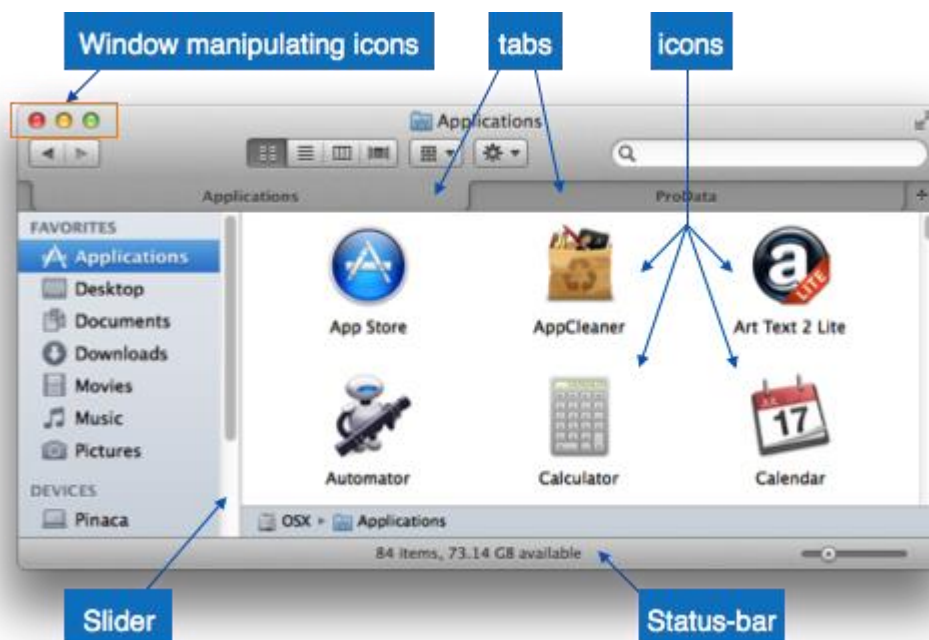 Window manipulating icons tabs icons
Applications
Applications ProData
FAVORITES
Applications
Desktop
Documents
Downloads
Movies
Music
Pictures
DEVICES
Pinaca
App Store AppCleaner Art Text 2 Lite
a
LITE
JUL
17
Automator Calculator Calendar
OSX ▸ Applications
84 items, 73.14 GB available
Slider Status-bar